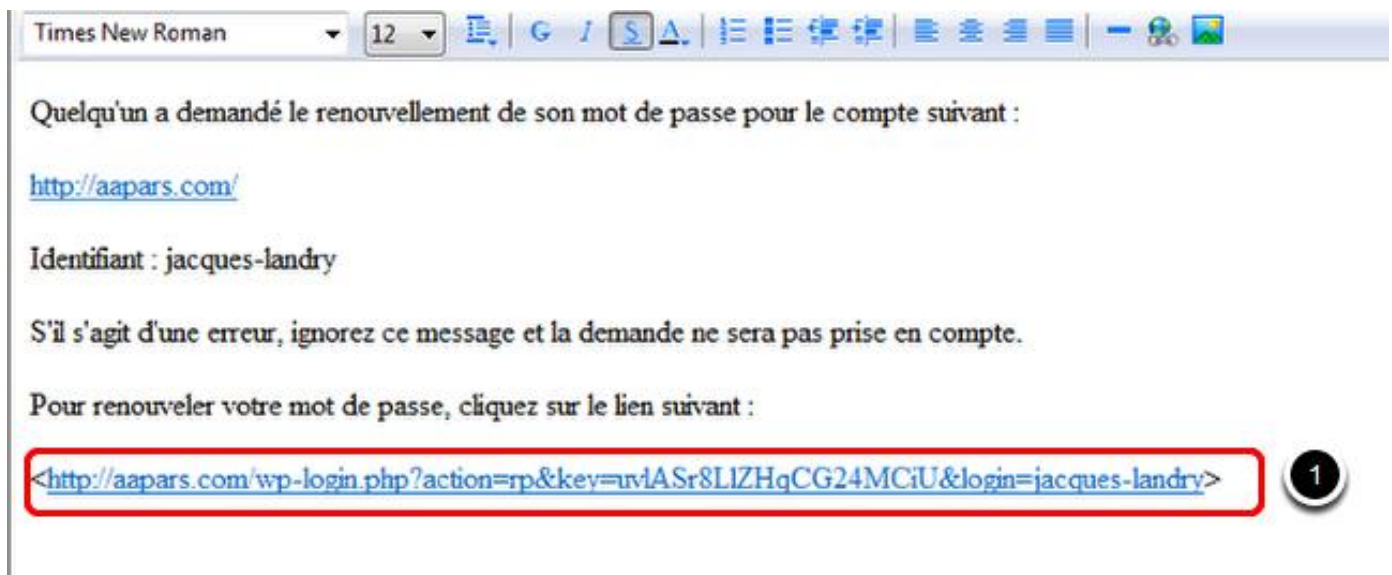 Times New Roman 12 G I S A
Quelqu'un a demandé le renouvellement de son mot de passe pour le compte suivant :
http://aapars.com/
Identifiant : jacques-landry
S'il s'agit d'une erreur, ignorez ce message et la demande ne sera pas prise en compte.
Pour renouveler votre mot de passe, cliquez sur le lien suivant :
<http://aapars.com/wp-login.php?action=rp&key=uvlASr8LlZHqCG24MCiU&login=jacques-landry>
1